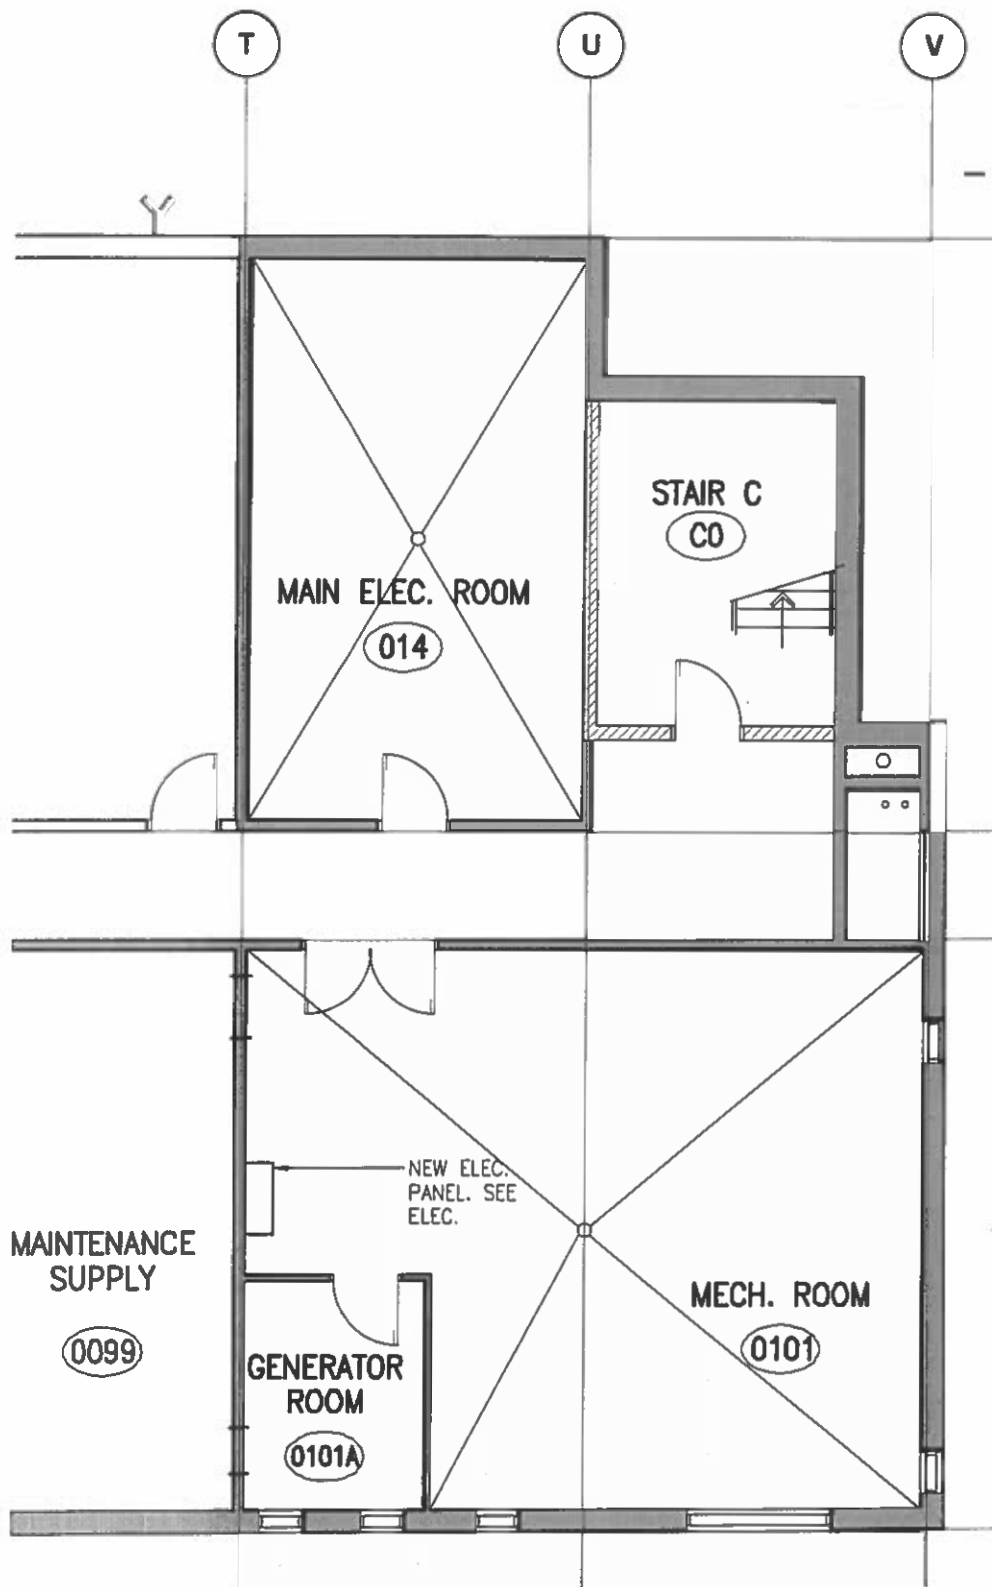 T
U
V
STAIR C
C0
MAIN ELEC. ROOM
014
NEW ELEC.
PANEL. SEE
ELEC.
MAINTENANCE
SUPPLY
0099
MECH. ROOM
0101
GENERATOR
ROOM
0101A